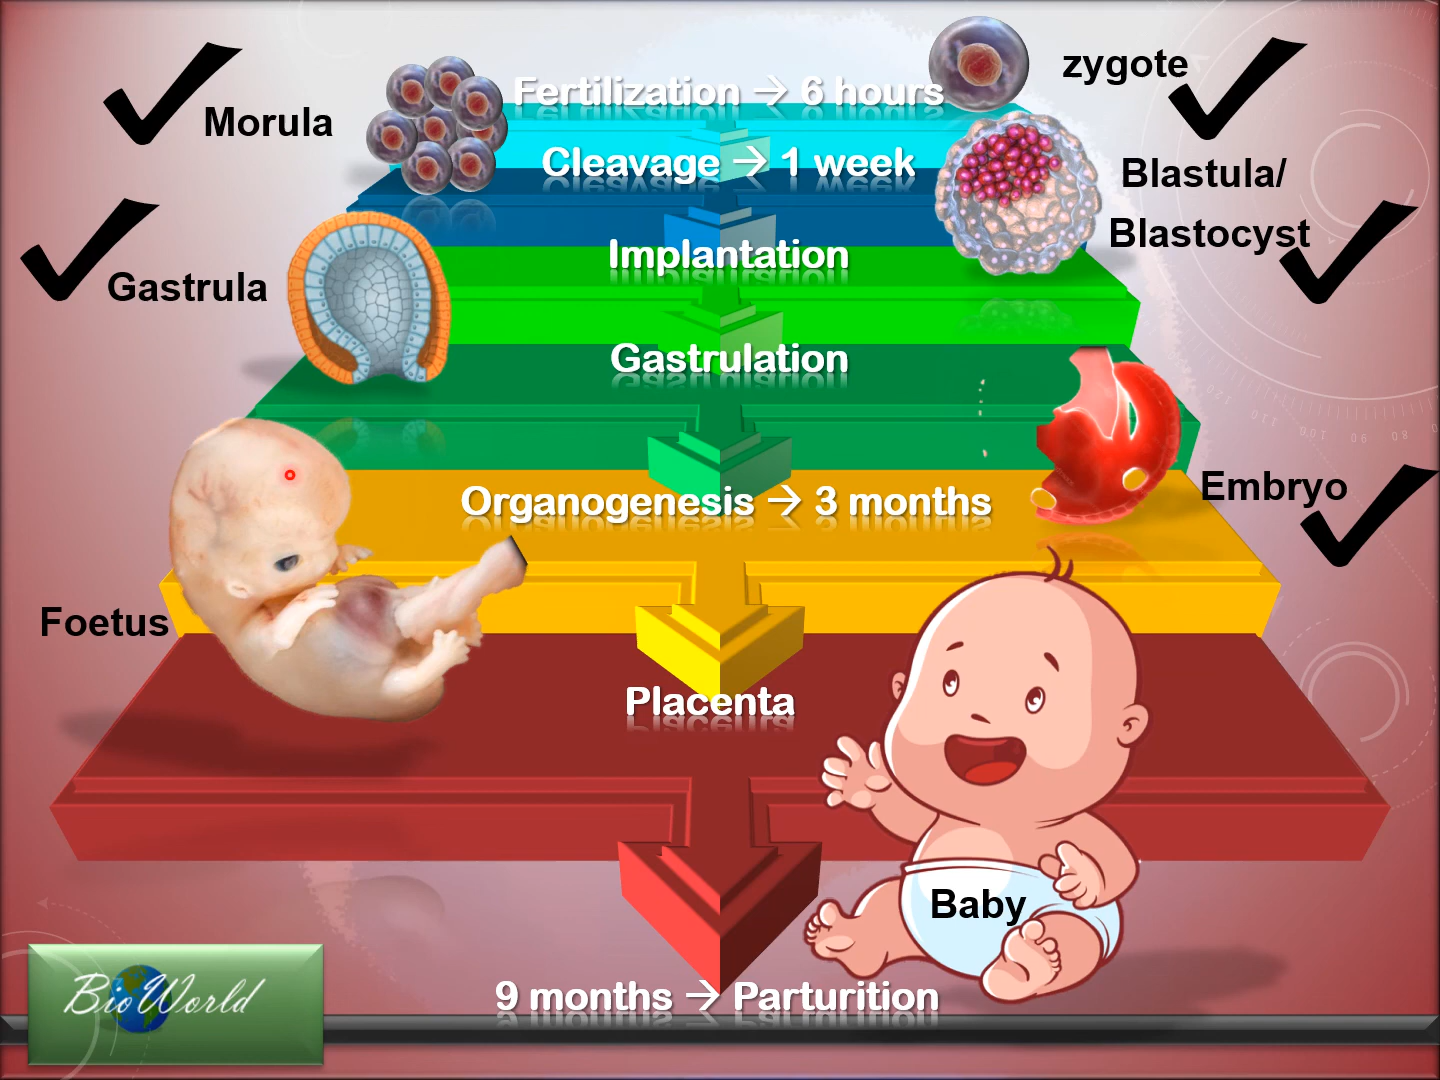 Fertilization → 6 hours
zygote
Morula
Cleavage → 1 week
Blastula/
Blastocyst
Implantation
Gastrula
Gastrulation
Embryo
Organogenesis → 3 months
Foetus
Placenta
Baby
9 months → Parturition
BioWorld